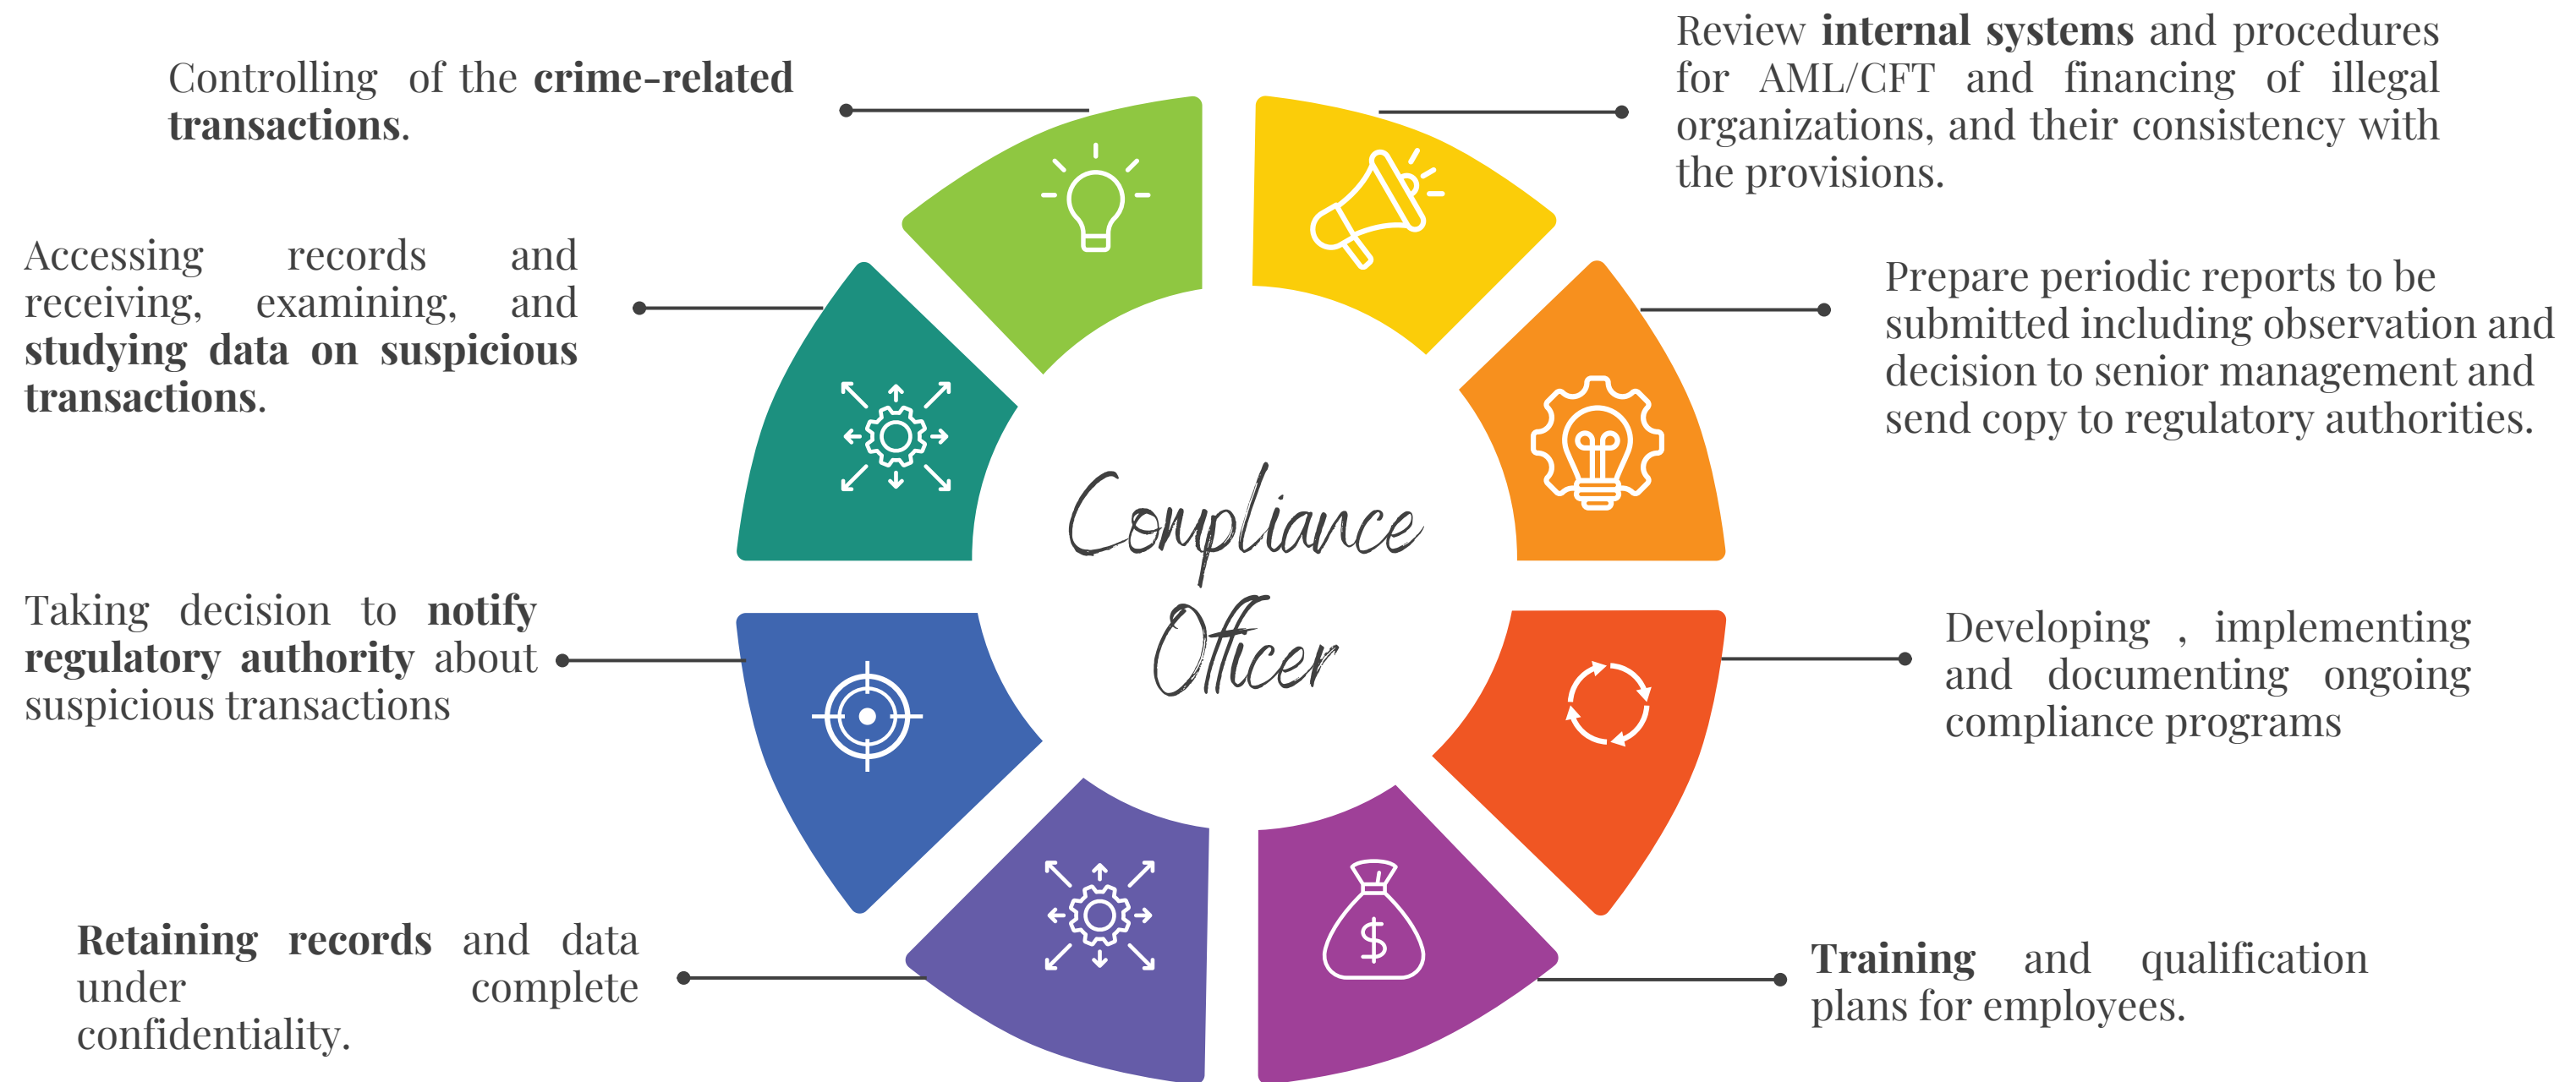 Controlling of the crime-related
transactions.
Accessing records and
receiving, examining, and
studying data on suspicious
transactions.
Taking decision to notify
regulatory authority about
suspicious transactions
Retaining records and data
under complete
confidentiality.
Compliance
Officer
$
Review internal systems and procedures
for AML/CFT and financing of illegal
organizations, and their consistency with
the provisions.
Prepare periodic reports to be
submitted including observation and
decision to senior management and
send copy to regulatory authorities.
Developing , implementing
and documenting ongoing
compliance programs
Training and qualification
plans for employees.